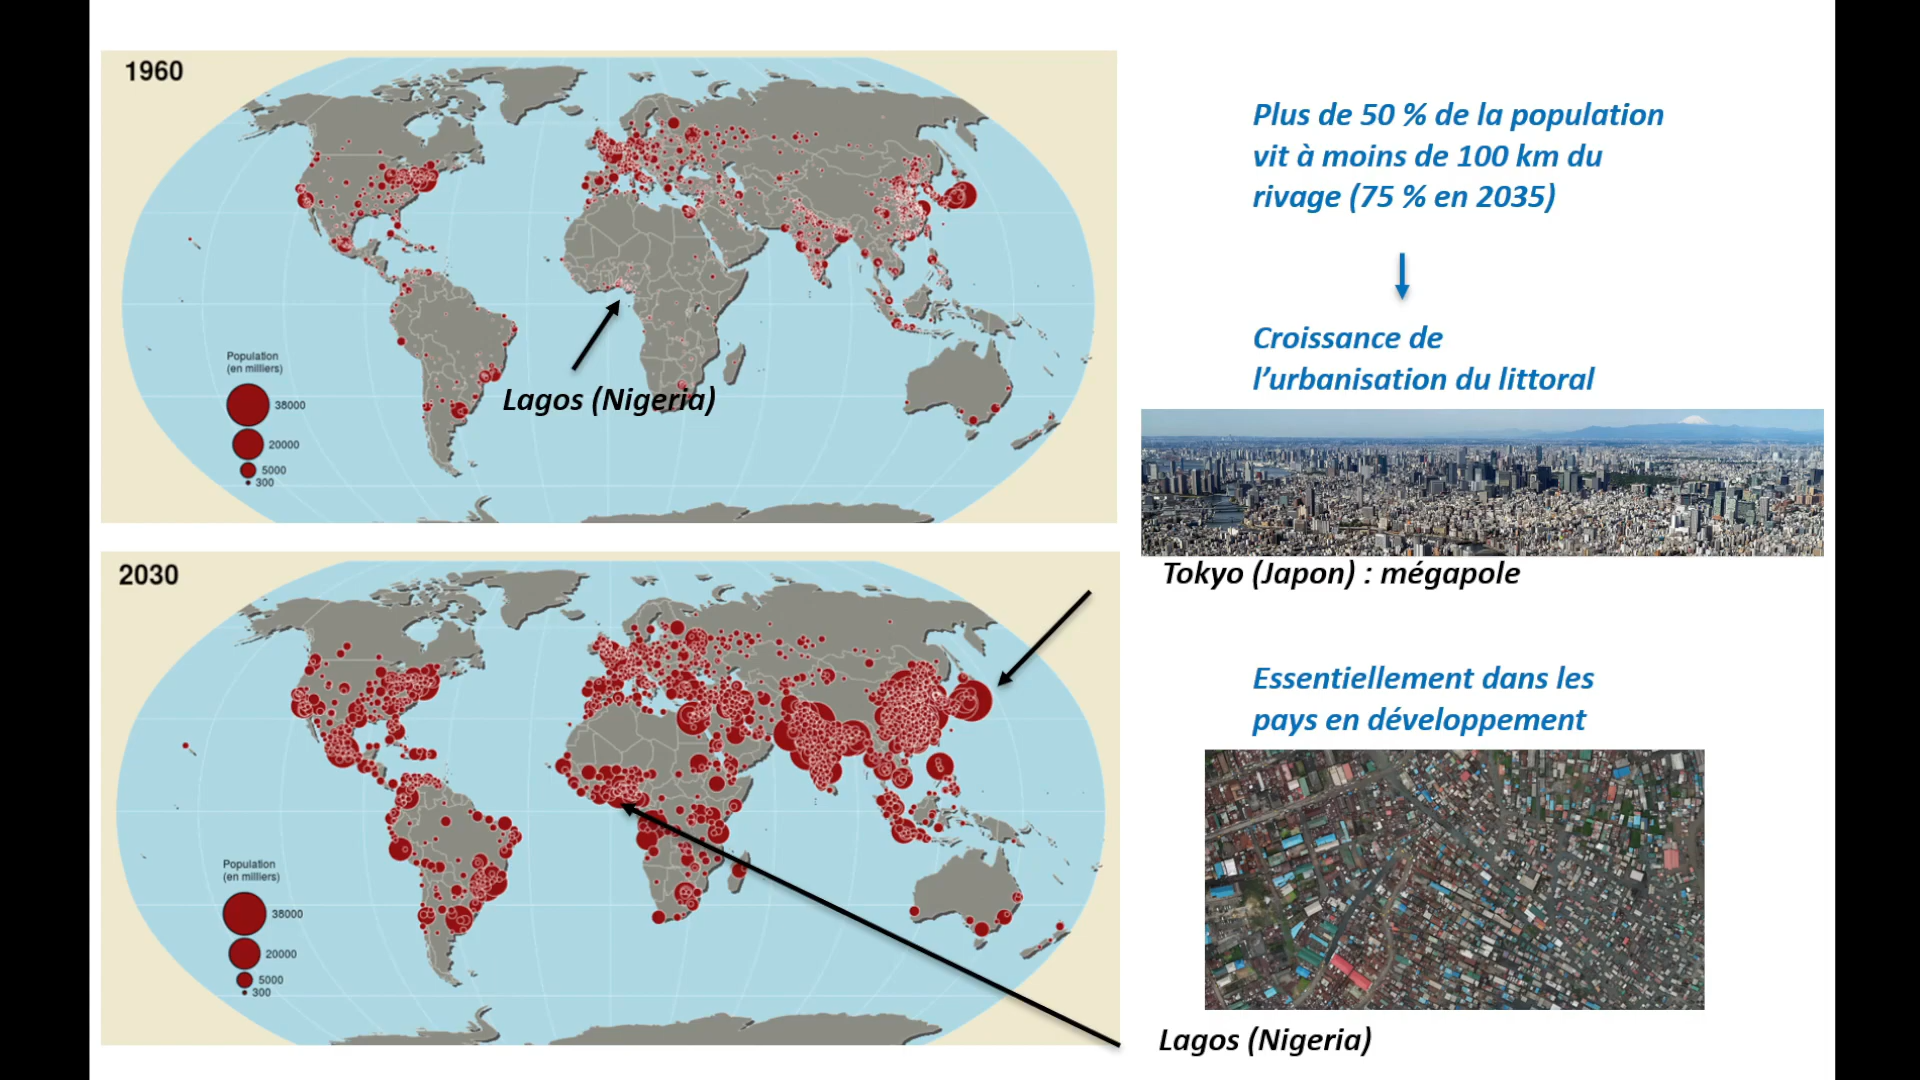 1960
Population
(en milliers)
38000
20000
5000
300
Lagos (Nigeria)
Plus de 50 % de la population
vit à moins de 100 km du
rivage (75 % en 2035)
Croissance de
l’urbanisation du littoral
Tokyo (Japon) : mégapole
2030
Population
(en milliers)
38000
20000
5000
300
Essentiellement dans les
pays en développement
Lagos (Nigeria)